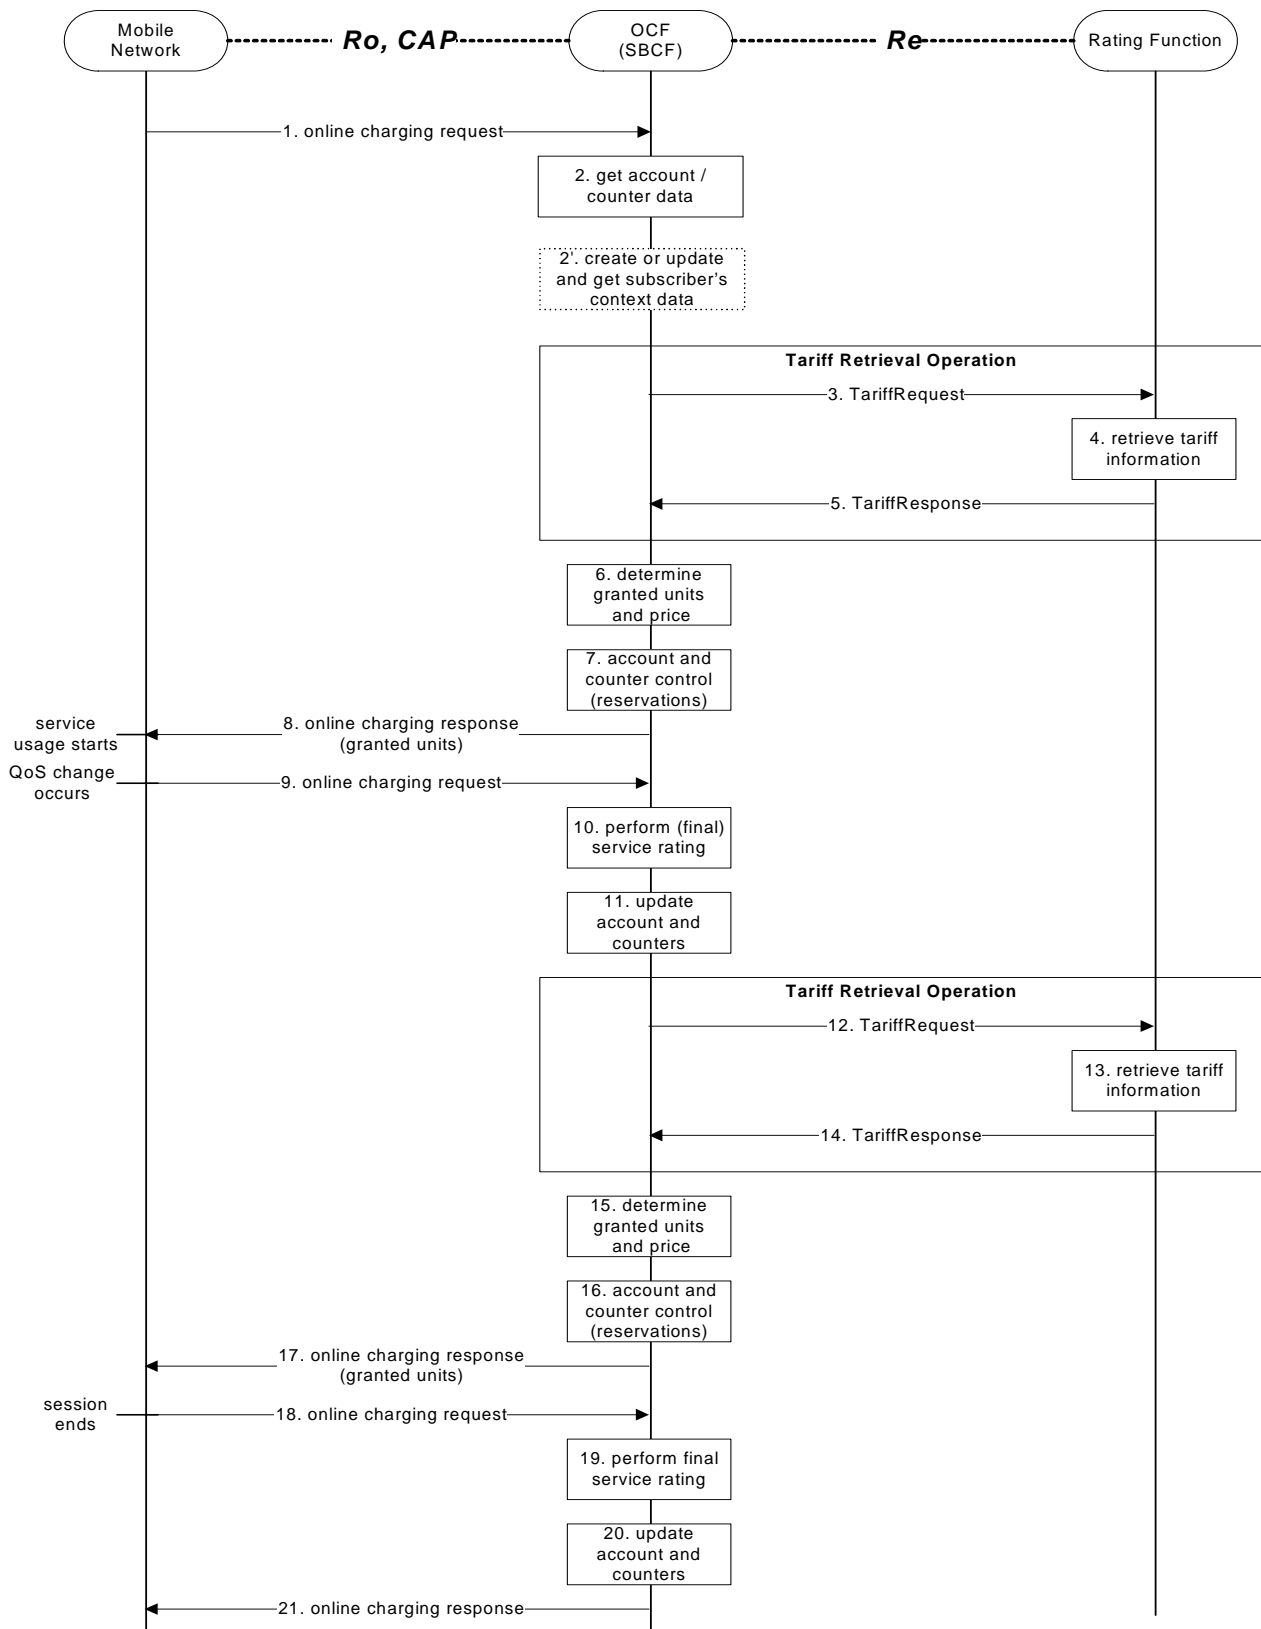 Mobile
Network
Ro, CAP
OCF
(SBCF)
Re
Rating Function
1. online charging request
2. get account /
counter data
2'. create or update
and get subscriber's
context data
Tariff Retrieval Operation
3. TariffRequest
4. retrieve tariff
information
5. TariffResponse
6. determine
granted units
and price
7. account and
counter control
(reservations)
service
usage starts
8. online charging response
(granted units)
QoS change
occurs
9. online charging request
10. perform (final)
service rating
11. update
account and
counters
Tariff Retrieval Operation
12. TariffRequest
13. retrieve tariff
information
14. TariffResponse
15. determine
granted units
and price
16. account and
counter control
(reservations)
17. online charging response
(granted units)
session
ends
18. online charging request
19. perform final
service rating
20. update
account and
counters
21. online charging response